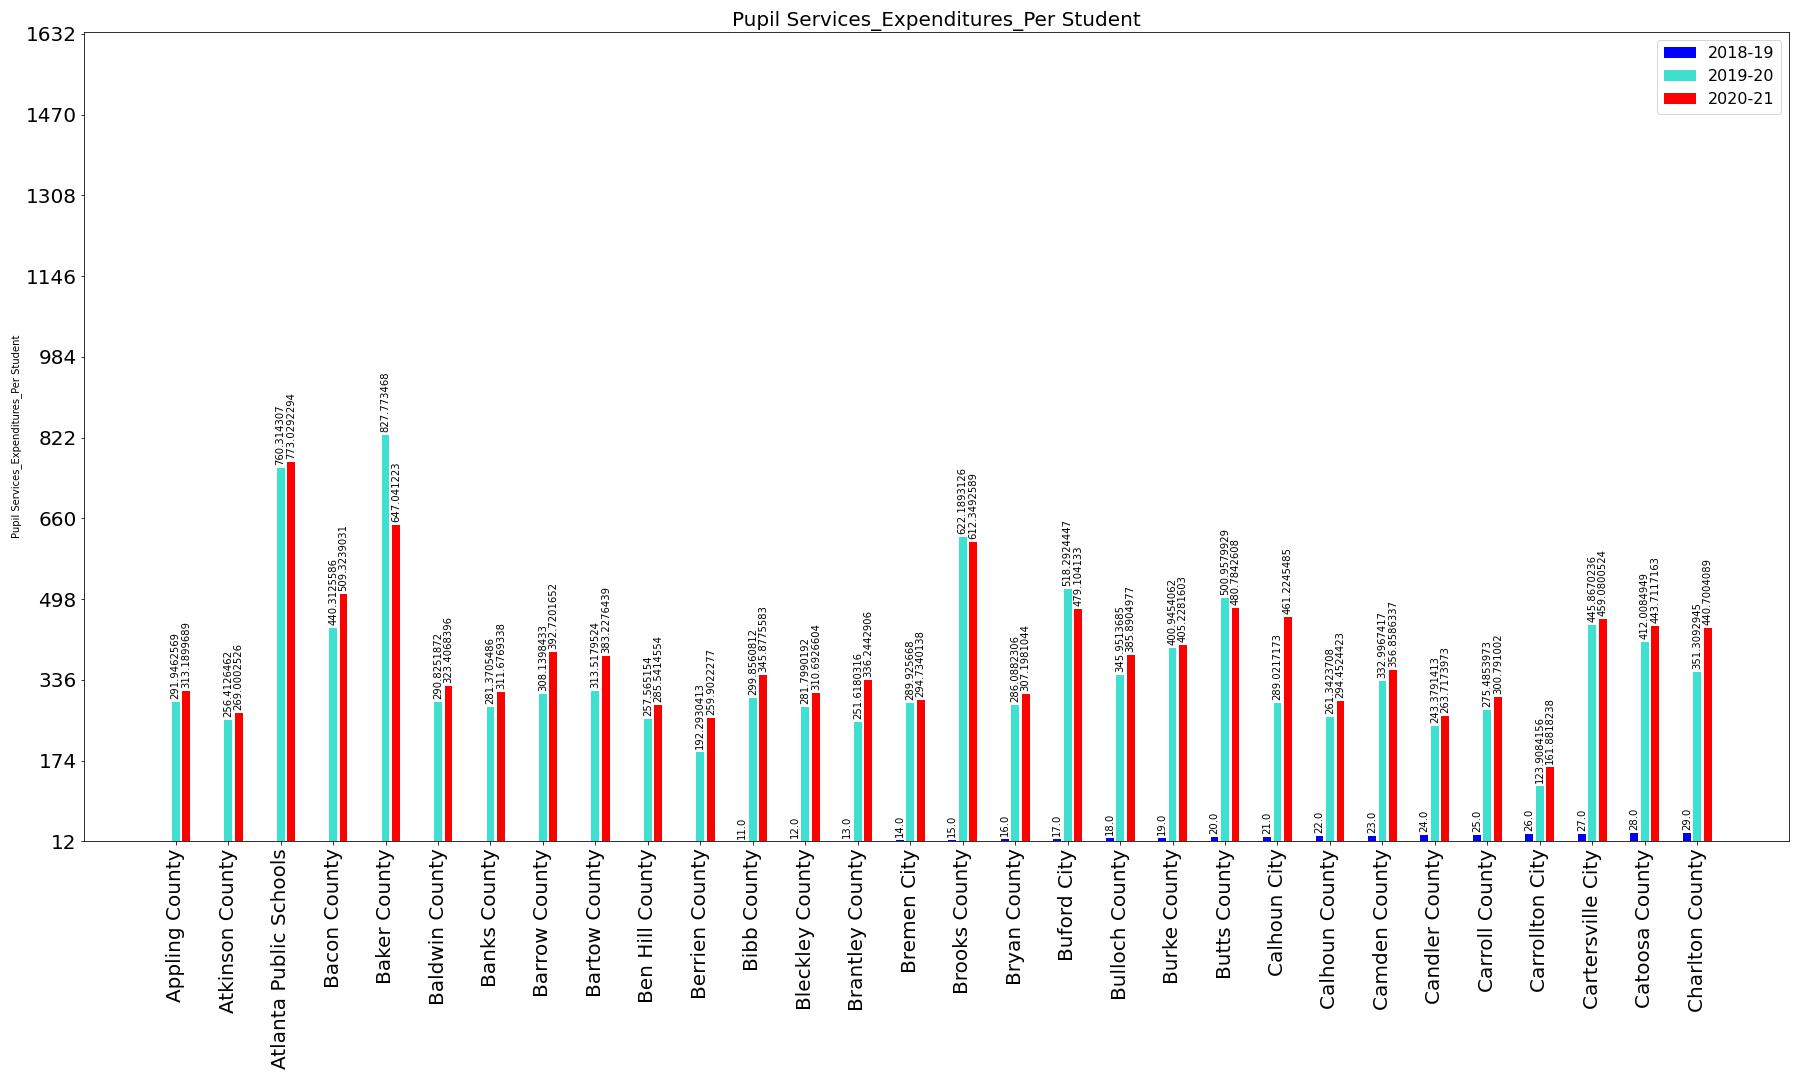 Pupil Services_Expenditures_Per Student
2018-19
2019-20
2020-21
1632
1470
1308
1146
984
822
660
498
336
174
12
Pupil Services_Expenditures_Per Student
291.9462569
313.1899689
256.4126462
269.0002526
760.314307
773.0292294
440.3125586
509.3239031
827.773468
647.041223
290.8251872
323.4068396
281.3705486
311.6769338
308.1398433
392.7201652
313.5179524
383.2276439
257.5655154
285.5414554
192.2930413
259.9022277
11.0
299.8560812
345.8775583
12.0
281.7990192
310.6926604
13.0
251.6180316
336.2442906
14.0
289.925668
294.7340138
15.0
622.1893126
612.3492589
16.0
286.0882306
307.1981044
17.0
518.2924447
479.104133
18.0
345.9513685
385.8904977
19.0
400.9454062
405.2281603
20.0
500.9579929
480.7842608
21.0
289.0217173
461.2245485
22.0
261.3423708
294.4524423
23.0
332.9967417
356.8586337
24.0
243.3791413
263.7173973
25.0
275.4853973
300.791002
26.0
123.9084156
161.8818238
27.0
445.8670236
459.0800524
28.0
412.0084949
443.7117163
29.0
351.3092945
440.7004089
Appling County
Atkinson County
Atlanta Public Schools
Bacon County
Baker County
Baldwin County
Banks County
Barrow County
Bartow County
Ben Hill County
Berrien County
Bibb County
Bleckley County
Brantley County
Bremen City
Brooks County
Bryan County
Buford City
Bulloch County
Burke County
Butts County
Calhoun City
Calhoun County
Camden County
Candler County
Carroll County
Carrollton City
Cartersville City
Catoosa County
Charlton County